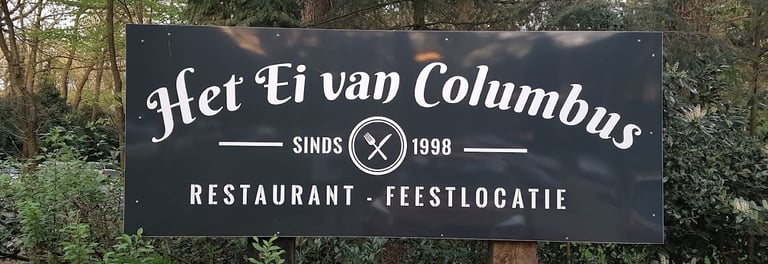 Het Ei van Columbus
SINDS 1998
RESTAURANT - FEESTLOCATIE